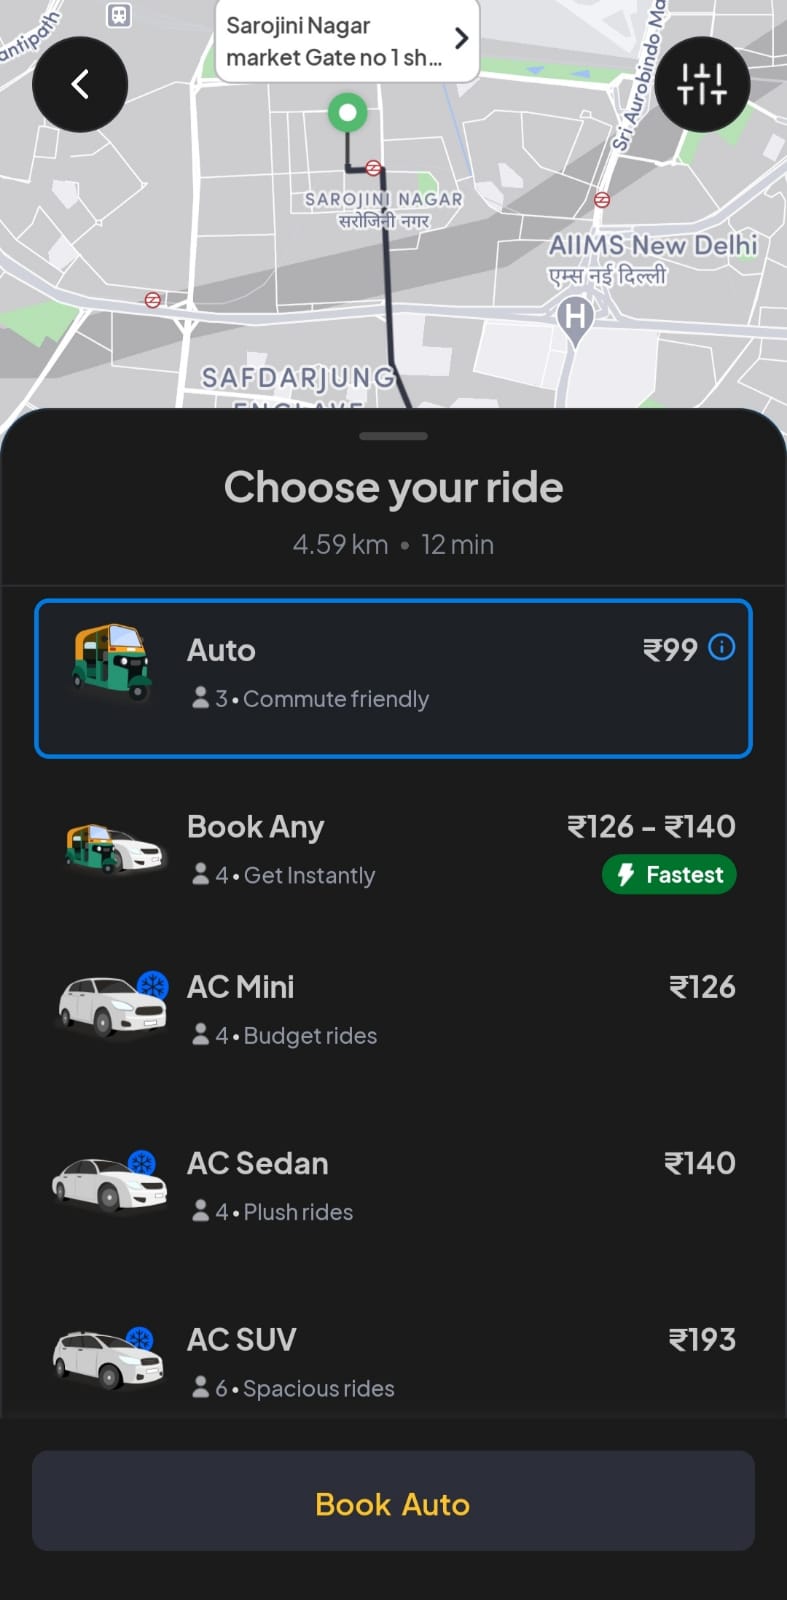 antipath
Sarojini Nagar
market Gate no 1 sh...
Sri Aurobindo Ma
SAROJINI NAGAR
सरोजिनी नगर
AIIMS New Delhi
एम्स नई दिल्ली
H
SAFDARJUNG
ENCLAVE
Choose your ride
4.59 km • 12 min
Auto ₹99
3 • Commute friendly
Book Any ₹126 - ₹140
4 • Get Instantly Fastest
AC Mini ₹126
4 • Budget rides
AC Sedan ₹140
4 • Plush rides
AC SUV ₹193
6 • Spacious rides
Book Auto